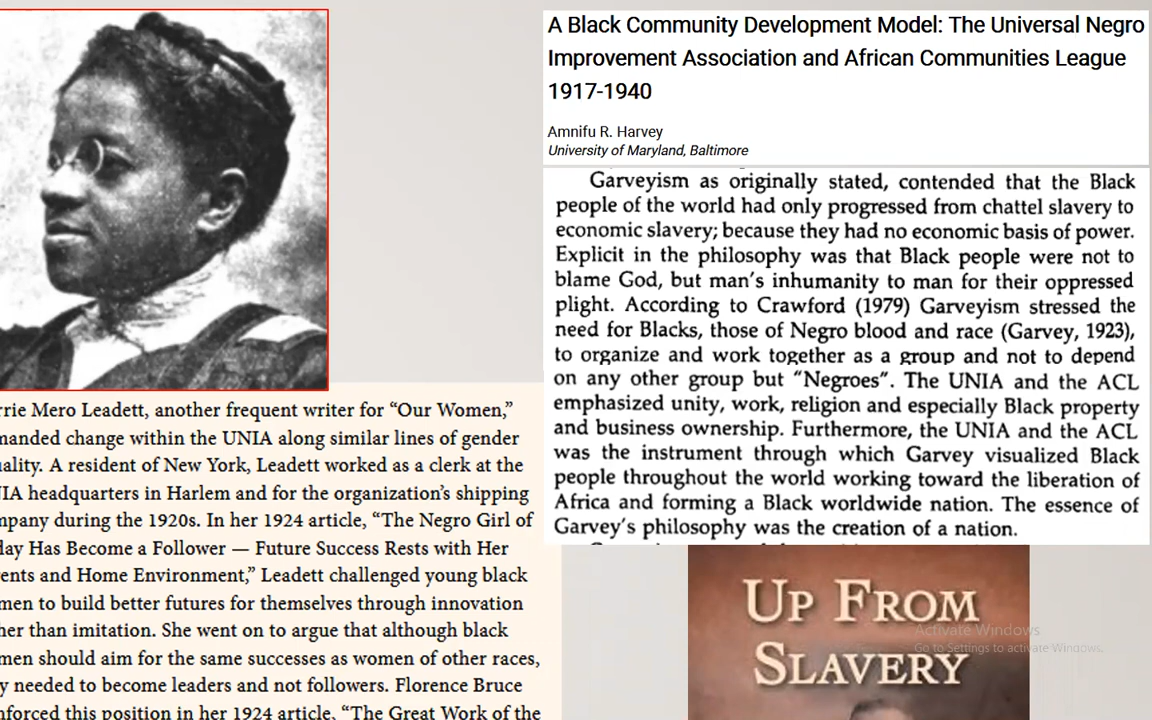 A Black Community Development Model: The Universal Negro
Improvement Association and African Communities League
1917-1940
Amnifu R. Harvey
University of Maryland, Baltimore
Garveyism as originally stated, contended that the Black
people of the world had only progressed from chattel slavery to
economic slavery; because they had no economic basis of power.
Explicit in the philosophy was that Black people were not to
blame God, but man's inhumanity to man for their oppressed
plight. According to Crawford (1979) Garveyism stressed the
need for Blacks, those of Negro blood and race (Garvey, 1923),
to organize and work together as a group and not to depend
on any other group but “Negroes”. The UNIA and the ACL
emphasized unity, work, religion and especially Black property
and business ownership. Furthermore, the UNIA and the ACL
was the instrument through which Garvey visualized Black
people throughout the world working toward the liberation of
Africa and forming a Black worldwide nation. The essence of
Garvey's philosophy was the creation of a nation.
rrie Mero Leadett, another frequent writer for “Our Women,”
manded change within the UNIA along similar lines of gender
ality. A resident of New York, Leadett worked as a clerk at the
IA headquarters in Harlem and for the organization’s shipping
mpany during the 1920s. In her 1924 article, “The Negro Girl of
day Has Become a Follower — Future Success Rests with Her
ents and Home Environment,” Leadett challenged young black
men to build better futures for themselves through innovation
her than imitation. She went on to argue that although black
men should aim for the same successes as women of other races,
y needed to become leaders and not followers. Florence Bruce
nforced this position in her 1924 article, “The Great Work of the
UP FROM
SLAVERY
Activate Windows
Go to Settings to activate Windows.